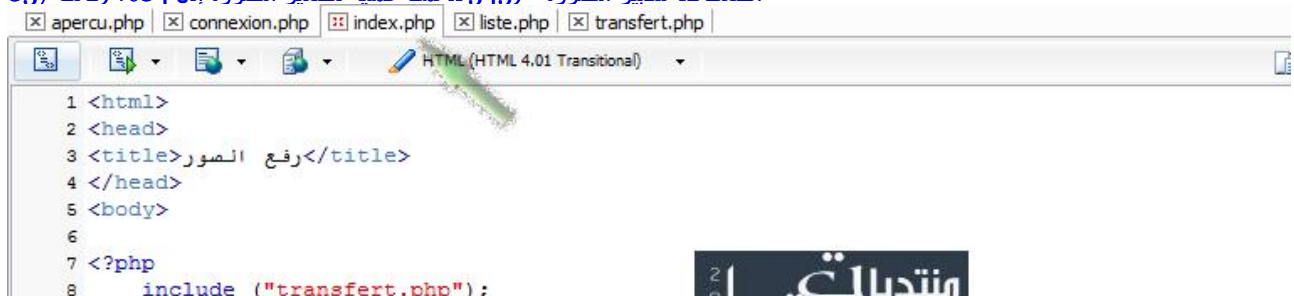 apercu.php connexion.php index.php liste.php transfert.php
HTML (HTML 4.01 Transitional)
1 <html>
2 <head>
3 <title>رفع الصور</title>
4 </head>
5 <body>
6
7 <?php
8 include ("transfert.php");
منتديات